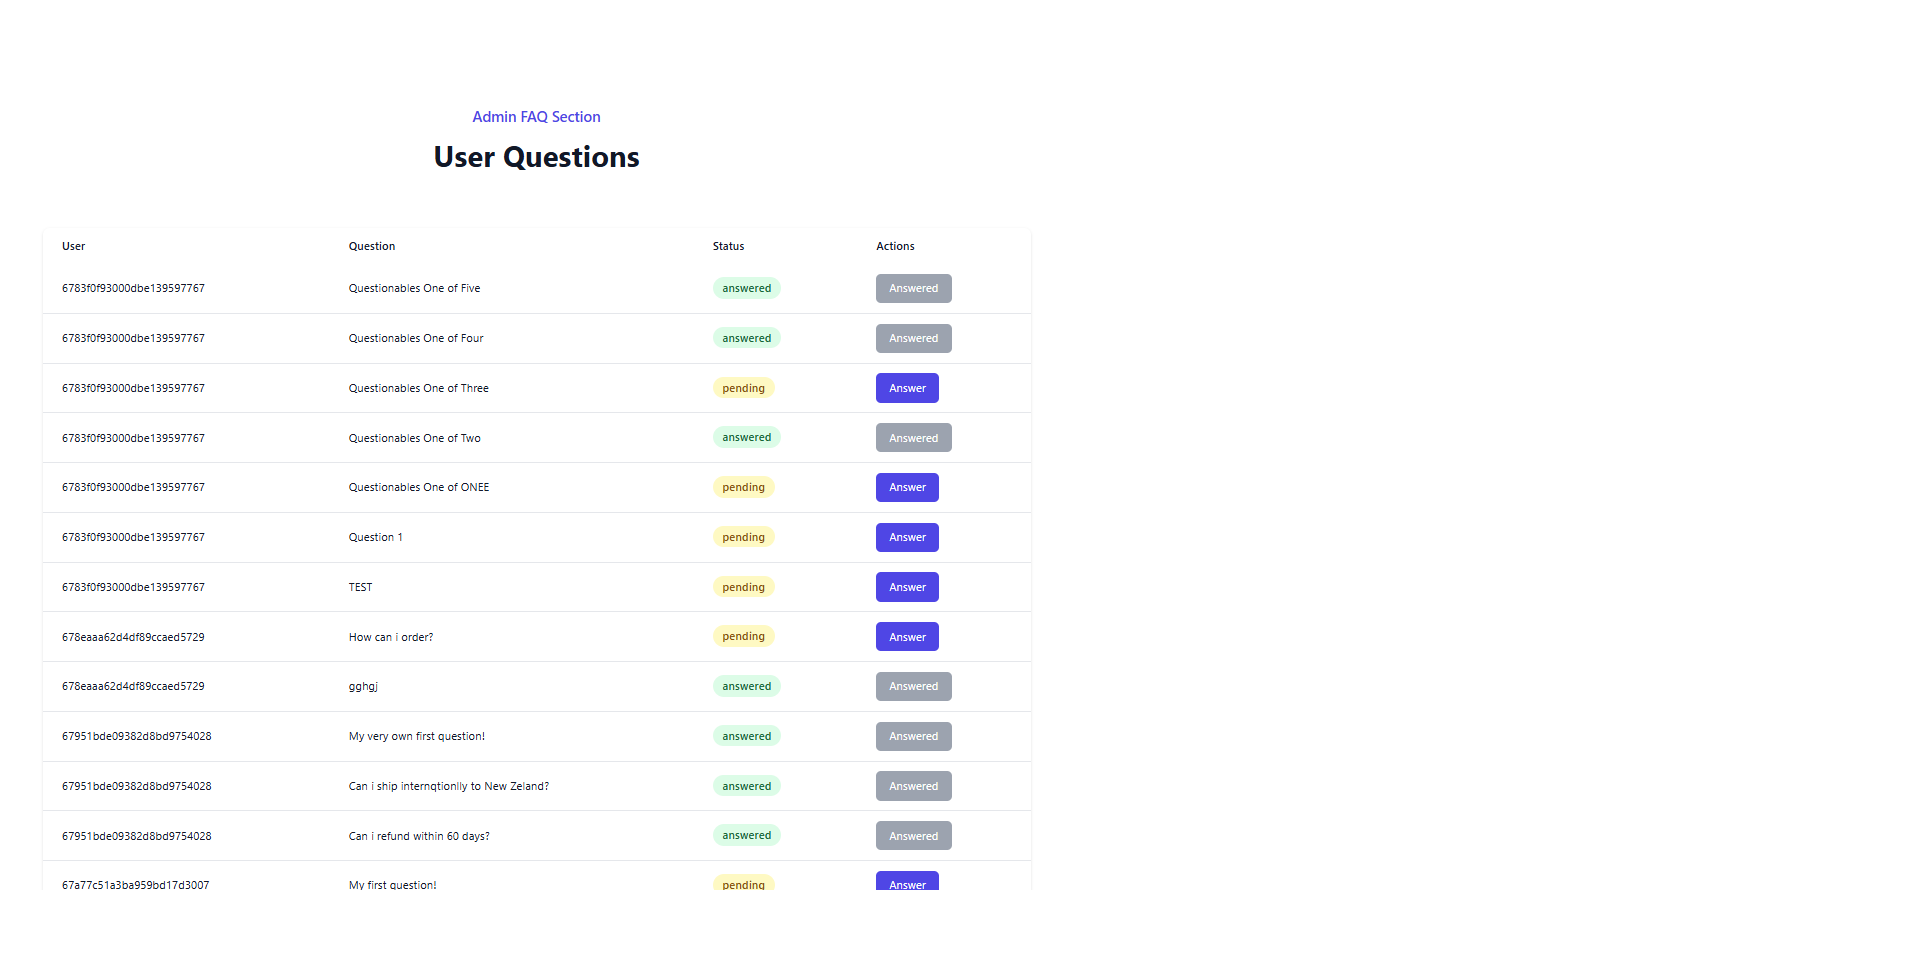 Admin FAQ Section
User Questions
User Question Status Actions
6783f0f93000dbe139597767 Questionables One of Five answered Answered
6783f0f93000dbe139597767 Questionables One of Four answered Answered
6783f0f93000dbe139597767 Questionables One of Three pending Answer
6783f0f93000dbe139597767 Questionables One of Two answered Answered
6783f0f93000dbe139597767 Questionables One of ONEE pending Answer
6783f0f93000dbe139597767 Question 1 pending Answer
6783f0f93000dbe139597767 TEST pending Answer
678eaaa62d4df89ccaed5729 How can i order? pending Answer
678eaaa62d4df89ccaed5729 gghgj answered Answered
67951bde09382d8bd9754028 My very own first question! answered Answered
67951bde09382d8bd9754028 Can i ship internqtionlly to New Zeland? answered Answered
67951bde09382d8bd9754028 Can i refund within 60 days? answered Answered
67a77c51a3ba959bd17d3007 My first question! pending Answer